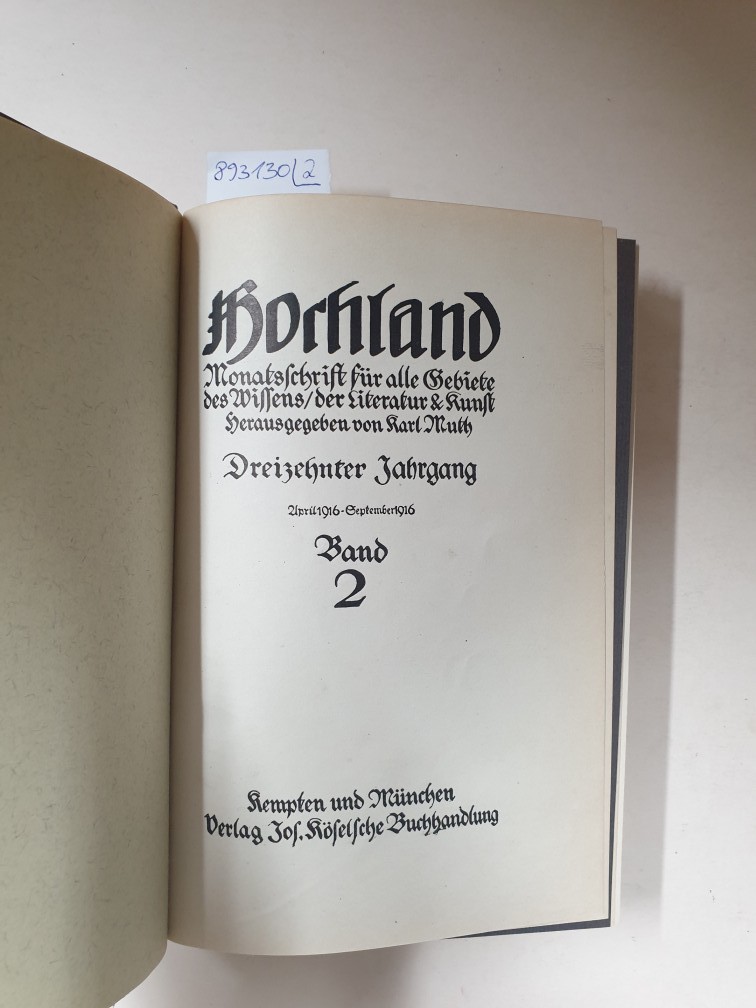 893130/2
Hochland
Monatsschrift für alle Gebiete
des Wissens/der Literatur & Kunst
Herausgegeben von Karl Muth
Dreizehnter Jahrgang
April 1916-September 1916
Band
2
Kempten und München
Verlag Jos. Köselsche Buchhandlung